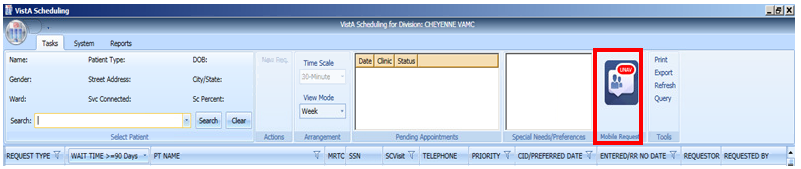 VistA Scheduling
VistA Scheduling for Division: CHEYENNE VAMC
Tasks System Reports
Name: Patient Type: DOB:
Gender: Street Address: City/State:
Ward: Svc Connected: Sc Percent:
Search: Search Clear
Select Patient
New Req.
Actions
Time Scale
30-Minute
View Mode
Week
Arrangement
Date Clinic Status
Pending Appointments
Special Needs/Preferences
UNAV
Mobile Request
Print
Export
Refresh
Query
Tools
REQUEST TYPE WAIT TIME >=90 Days PT NAME MRTC SSN SCVisit TELEPHONE PRIORITY CID/PREFERRED DATE ENTERED/RR NO DATE REQUESTOR REQUESTED BY